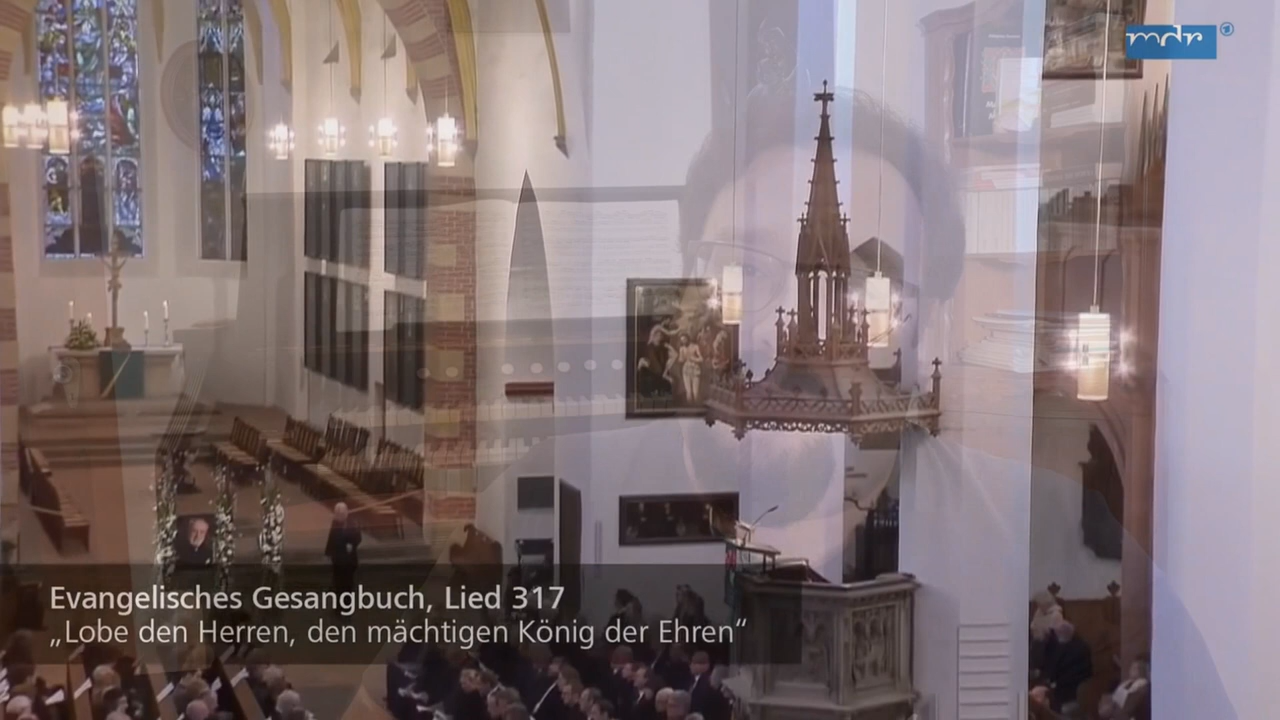 mdr
Evangelisches Gesangbuch, Lied 317
„Lobe den Herren, den mächtigen König der Ehren“